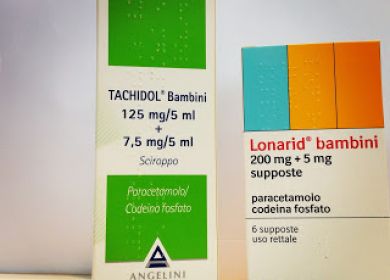 TACHIDOL® Bambini
125 mg/5 ml
+
7,5 mg/5 ml
Sciroppo
Paracetamolo/
Codeina fosfato
ANGELINI
Lonarid® bambini
200 mg + 5 mg
supposte
paracetamolo
codeina fosfato
6 supposte
uso rettale